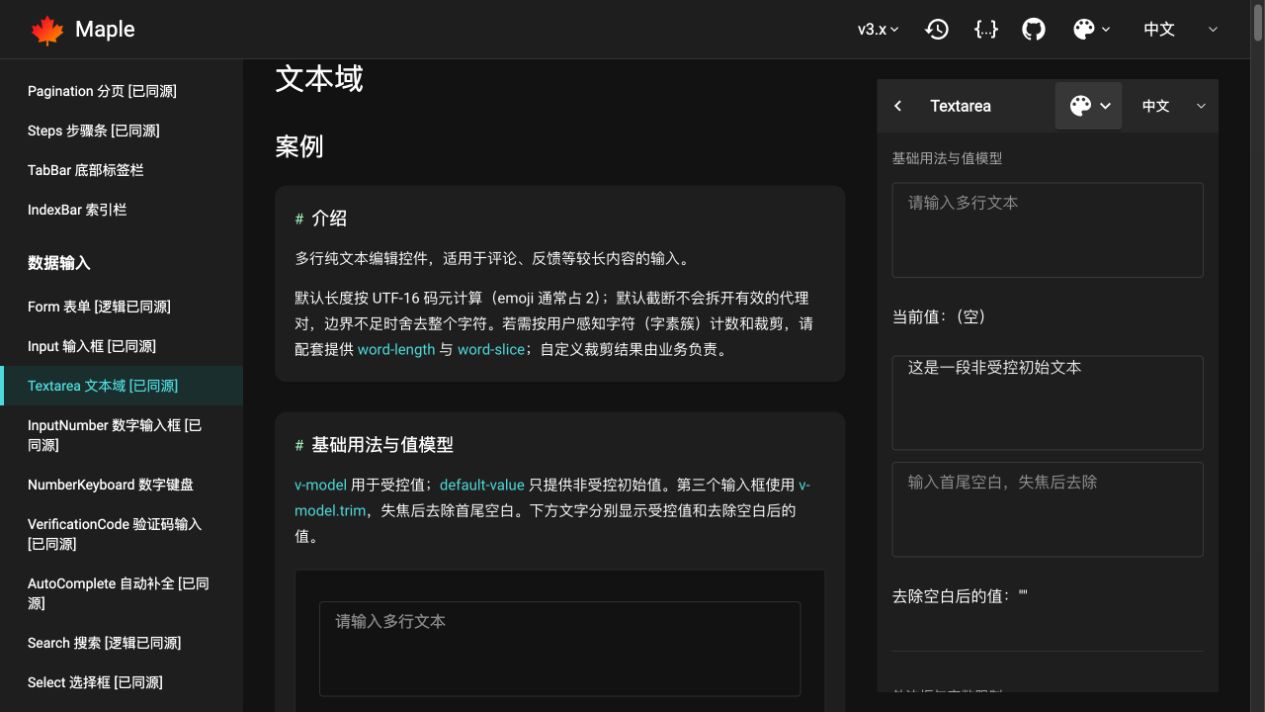 Maple
v3.x
{...}
中文
Pagination 分页 [已同源]
Steps 步骤条 [已同源]
TabBar 底部标签栏
IndexBar 索引栏
数据输入
Form 表单 [逻辑已同源]
Input 输入框 [已同源]
Textarea 文本域 [已同源]
InputNumber 数字输入框 [已
同源]
NumberKeyboard 数字键盘
VerificationCode 验证码输入
[已同源]
AutoComplete 自动补全 [已同
源]
Search 搜索 [逻辑已同源]
Select 选择框 [已同源]
文本域
案例
# 介绍
多行纯文本编辑控件，适用于评论、反馈等较长内容的输入。
默认长度按 UTF-16 码元计算（emoji 通常占 2）；默认截断不会拆开有效的代理
对，边界不足时舍去整个字符。若需按用户感知字符（字素簇）计数和裁剪，请
配套提供 word-length 与 word-slice；自定义裁剪结果由业务负责。
# 基础用法与值模型
v-model 用于受控值；default-value 只提供非受控初始值。第三个输入框使用 v-
model.trim，失焦后去除首尾空白。下方文字分别显示受控值和去除空白后的
值。
请输入多行文本
Textarea
中文
基础用法与值模型
请输入多行文本
当前值：（空）
这是一段非受控初始文本
输入首尾空白，失焦后去除
去除空白后的值：""